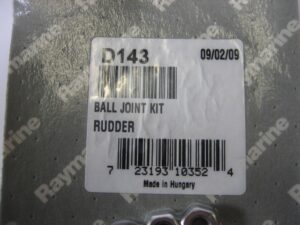 D143
09/02/09
BALL JOINT KIT
RUDDER
7 23193 10352 4
Made in Hungary
Raymarine